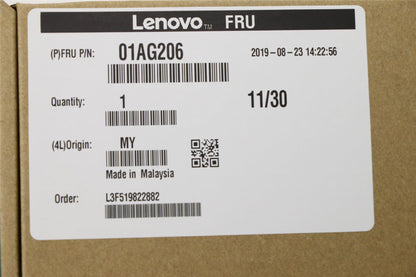 Lenovo™ FRU
(P)FRU P/N: 01AG206 2019-08-23 14:22:56
Quantity: 1 11/30
(4L)Origin: MY
Made in Malaysia
Order: L3F519822882